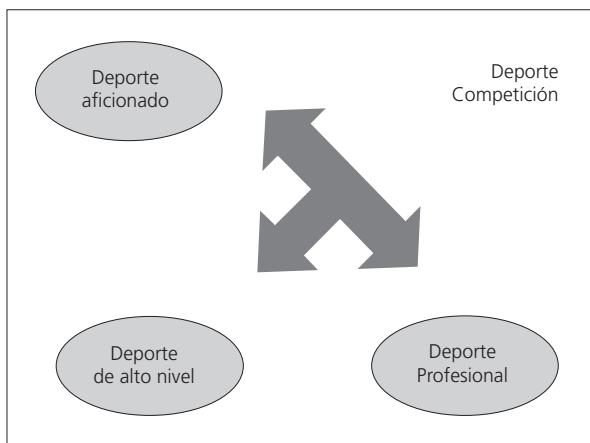 Deporte
aficionado
Deporte
Competición
Deporte
de alto nivel
Deporte
Profesional